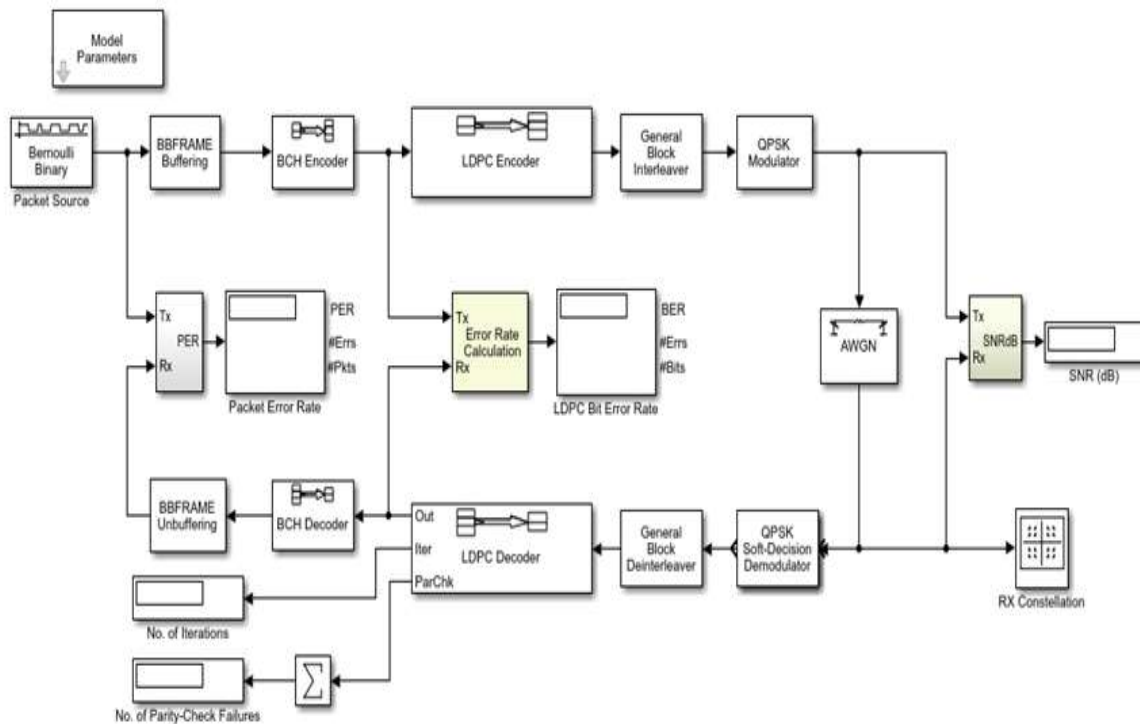 Model
Parameters
Bernoulli
Binary
Packet Source
BBFRAME
Buffering
BCH Encoder
LDPC Encoder
General
Block
Interleaver
QPSK
Modulator
Tx
PER
Rx
PER
#Errs
#Pkts
Packet Error Rate
Tx
Error Rate
Calculation
Rx
BER
#Errs
#Bits
LDPC Bit Error Rate
AWGN
Tx
SNRdB
Rx
SNR (dB)
BBFRAME
Unbuffering
BCH Decoder
Out
Iter
ParChk
LDPC Decoder
General
Block
Deinterleaver
QPSK
Soft-Decision
Demodulator
RX Constellation
No. of Iterations
No. of Parity-Check Failures